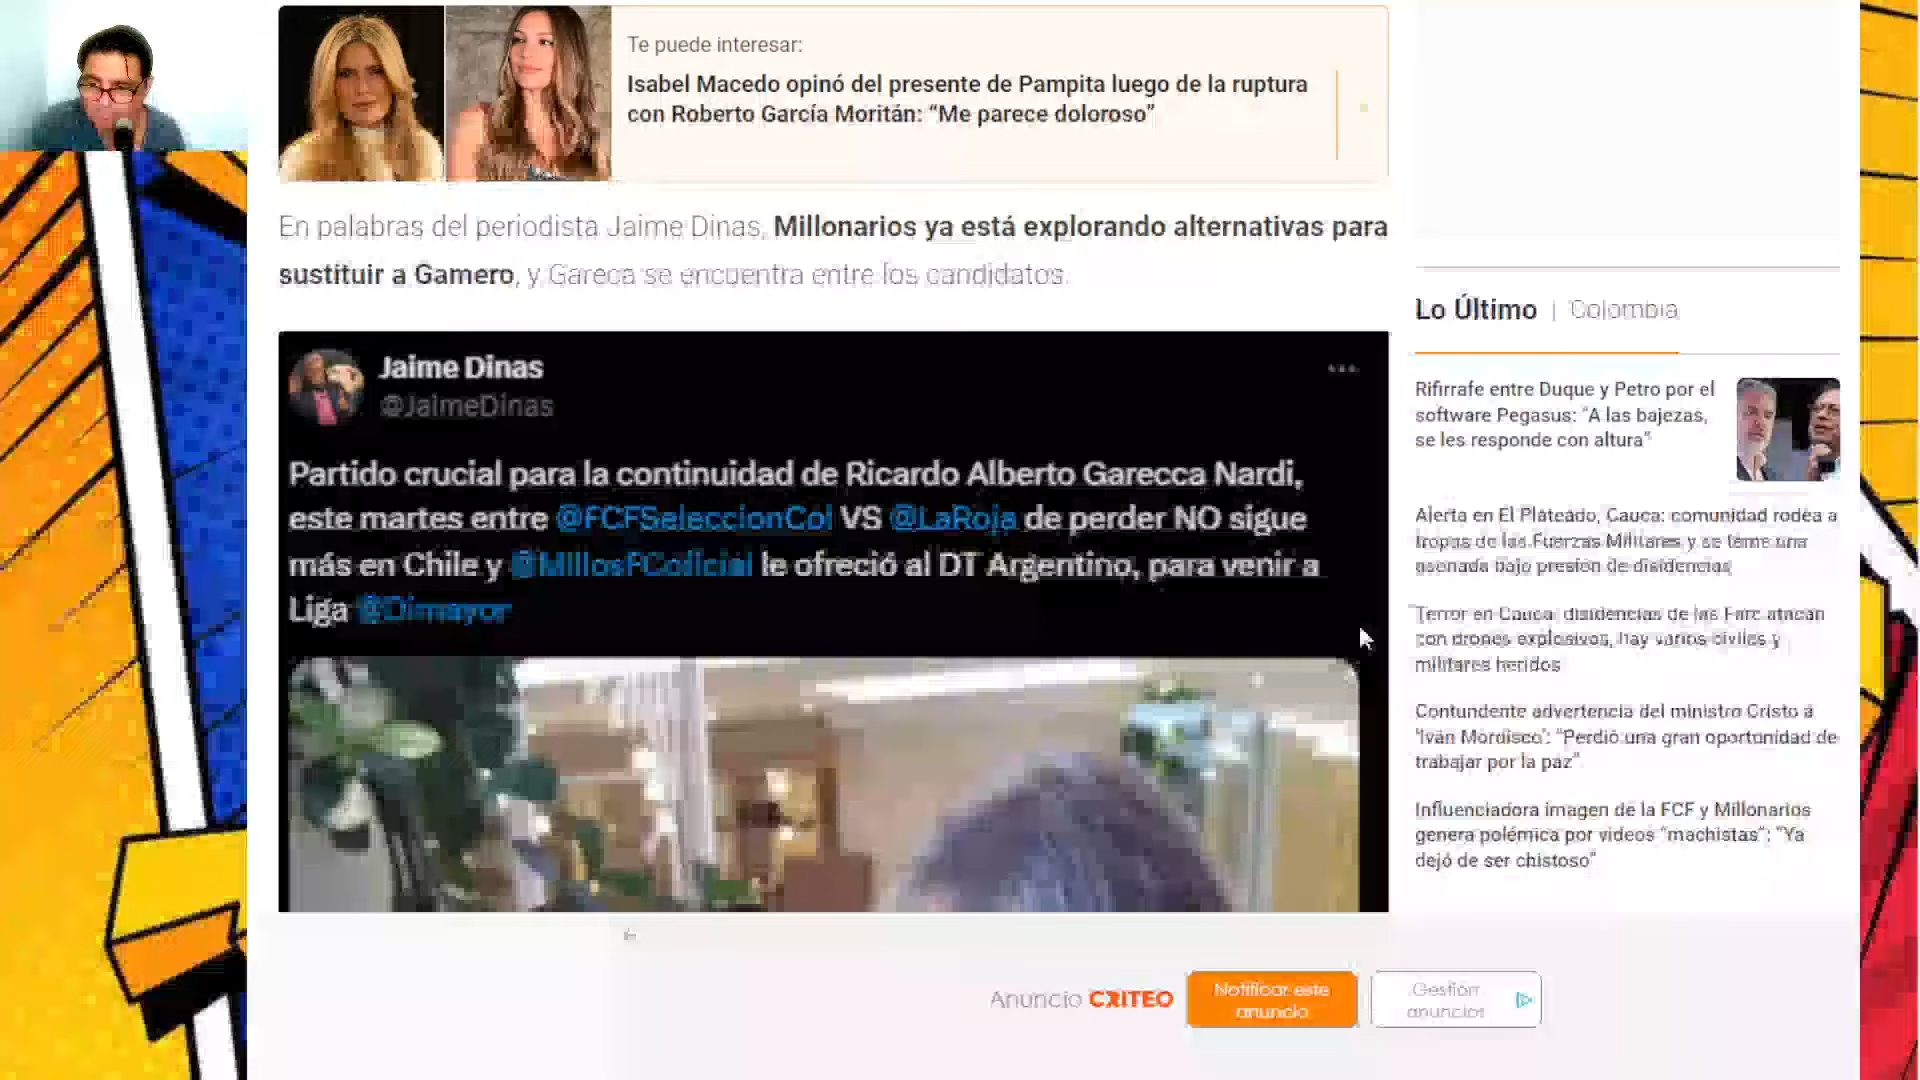 Te puede interesar:
Isabel Macedo opinó del presente de Pampita luego de la ruptura
con Roberto García Moritán: “Me parece doloroso”
En palabras del periodista Jaime Dinas, Millonarios ya está explorando alternativas para
sustituir a Gamero, y Gareca se encuentra entre los candidatos.
Jaime Dinas
@JaimeDinas
Partido crucial para la continuidad de Ricardo Alberto Garecca Nardi,
este martes entre @FCFSeleccionCol VS @LaRoja de perder NO sigue
más en Chile y @MillosFCoficial le ofreció al DT Argentino, para venir a
Liga @Dimayor
Lo Último | Colombia
Rifirrafe entre Duque y Petro por el
software Pegasus: “A las bajezas,
se les responde con altura”
Alerta en El Plateado, Cauca: comunidad rodea a
tropas de las Fuerzas Militares y se teme una
asonada bajo presión de disidencias
Terror en Cauca: disidencias de las Farc atacan
con drones explosivos, hay varios civiles y
militares heridos
Contundente advertencia del ministro Cristo a
‘Iván Mordisco’: “Perdió una gran oportunidad de
trabajar por la paz”
Influenciadora imagen de la FCF y Millonarios
genera polémica por videos “machistas”: “Ya
dejó de ser chistoso”
Anuncio CRITEO
Notificar este
anuncio
Gestion
anuncios